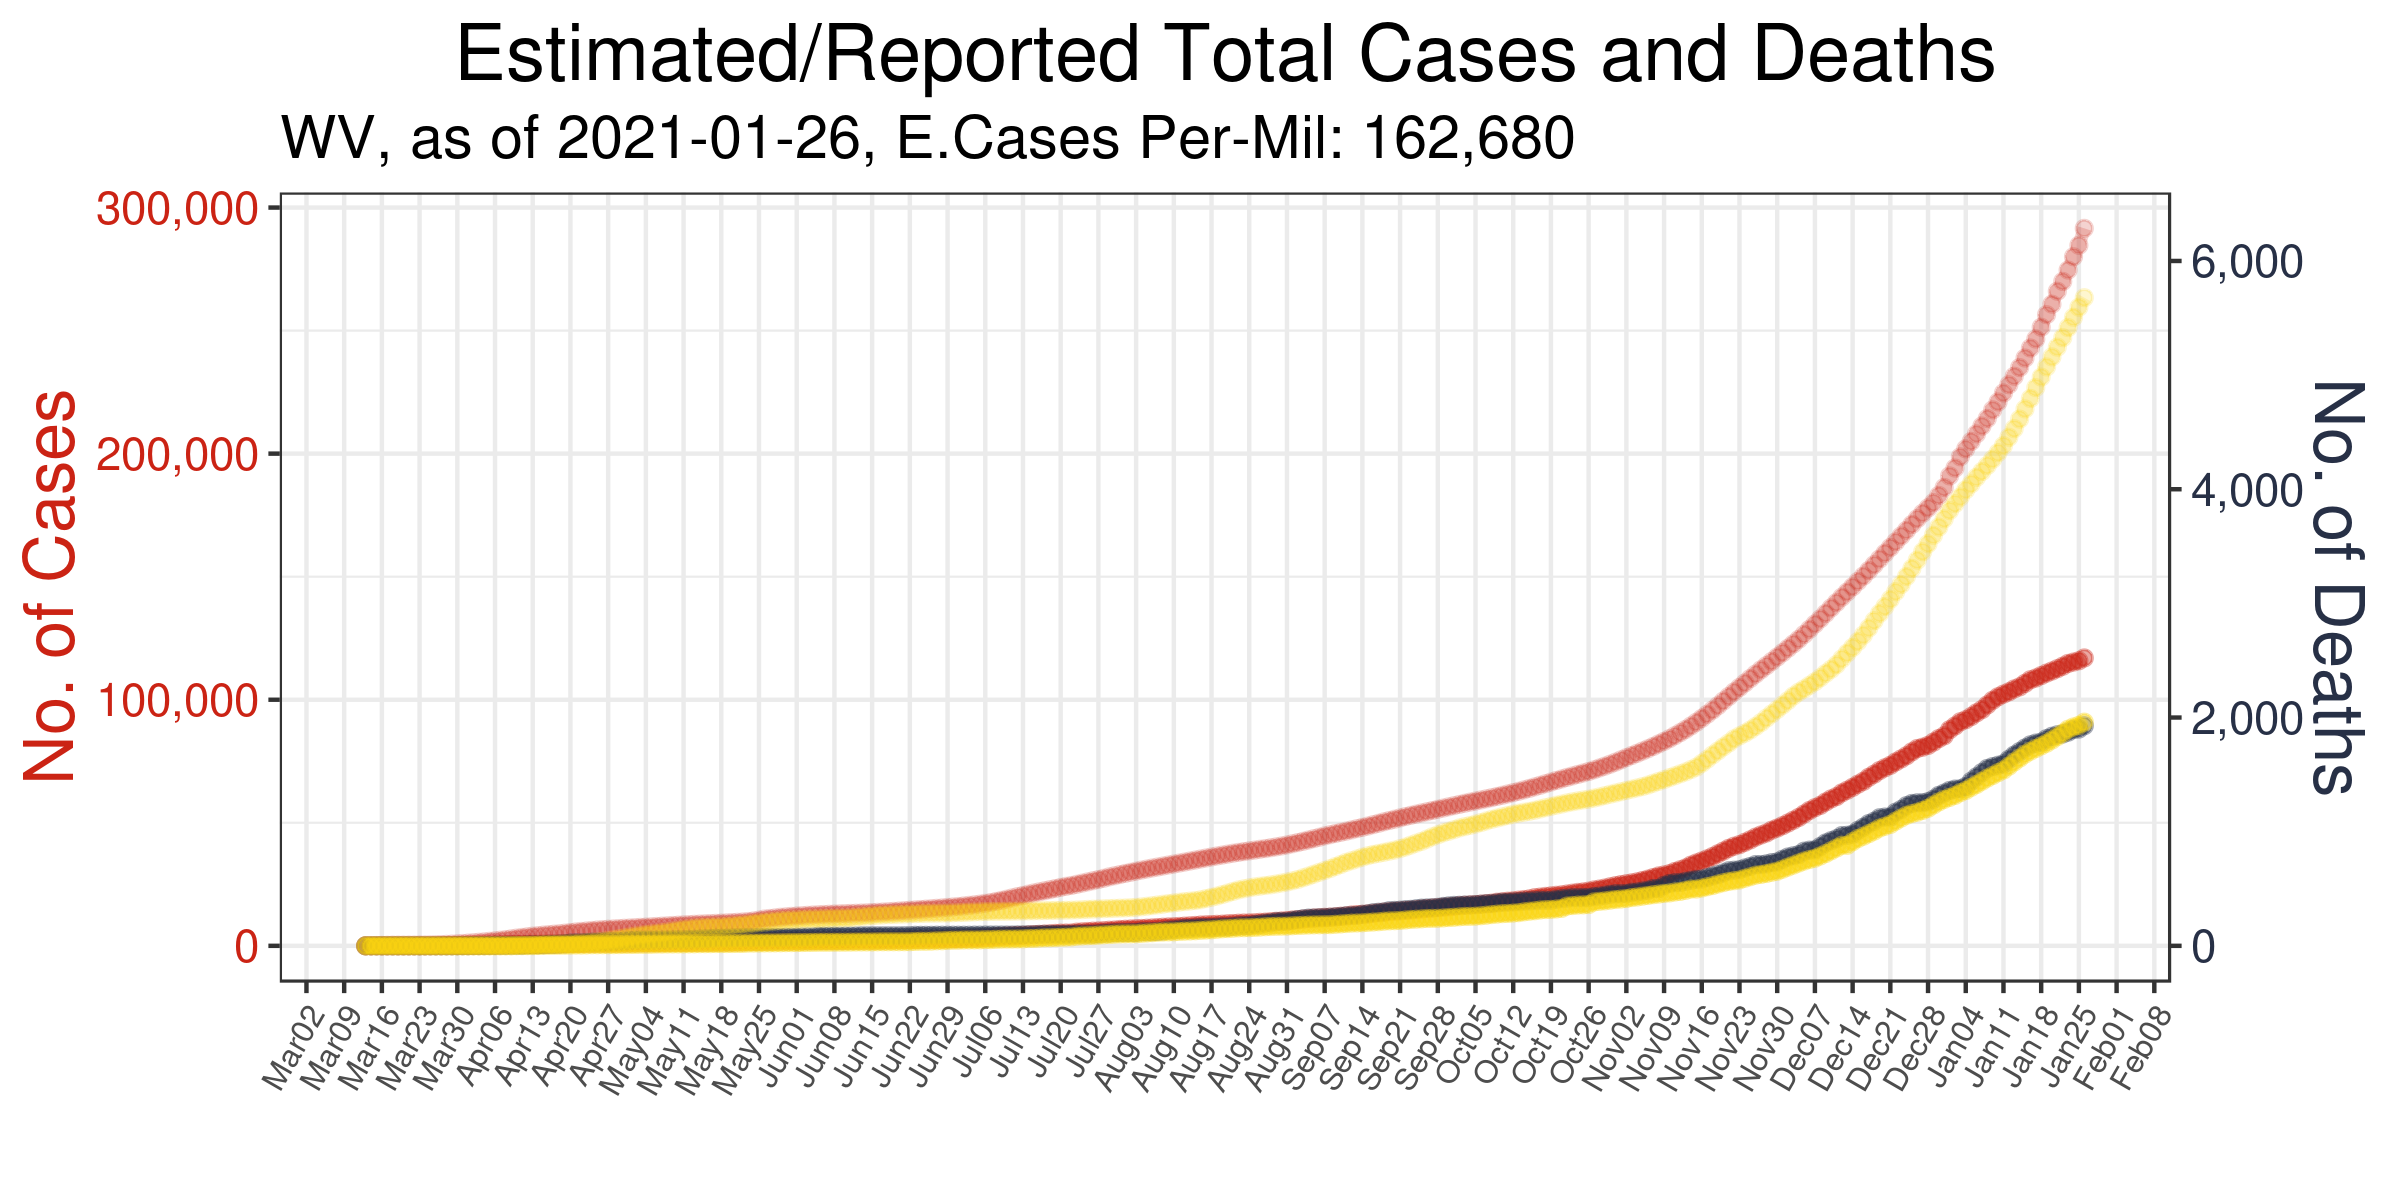 Estimated/Reported Total Cases and Deaths
WV, as of 2021-01-26, E.Cases Per-Mil: 162,680
No. of Cases
300,000
200,000
100,000
0
6,000
4,000
2,000
0
No. of Deaths
Mar02 Mar09 Mar16 Mar23 Mar30 Apr06 Apr13 Apr20 Apr27 May04 May11 May18 May25 Jun01 Jun08 Jun15 Jun22 Jun29 Jul06 Jul13 Jul20 Jul27 Aug03 Aug10 Aug17 Aug24 Aug31 Sep07 Sep14 Sep21 Sep28 Oct05 Oct12 Oct19 Oct26 Nov02 Nov09 Nov16 Nov23 Nov30 Dec07 Dec14 Dec21 Dec28 Jan04 Jan11 Jan18 Jan25 Feb01 Feb08